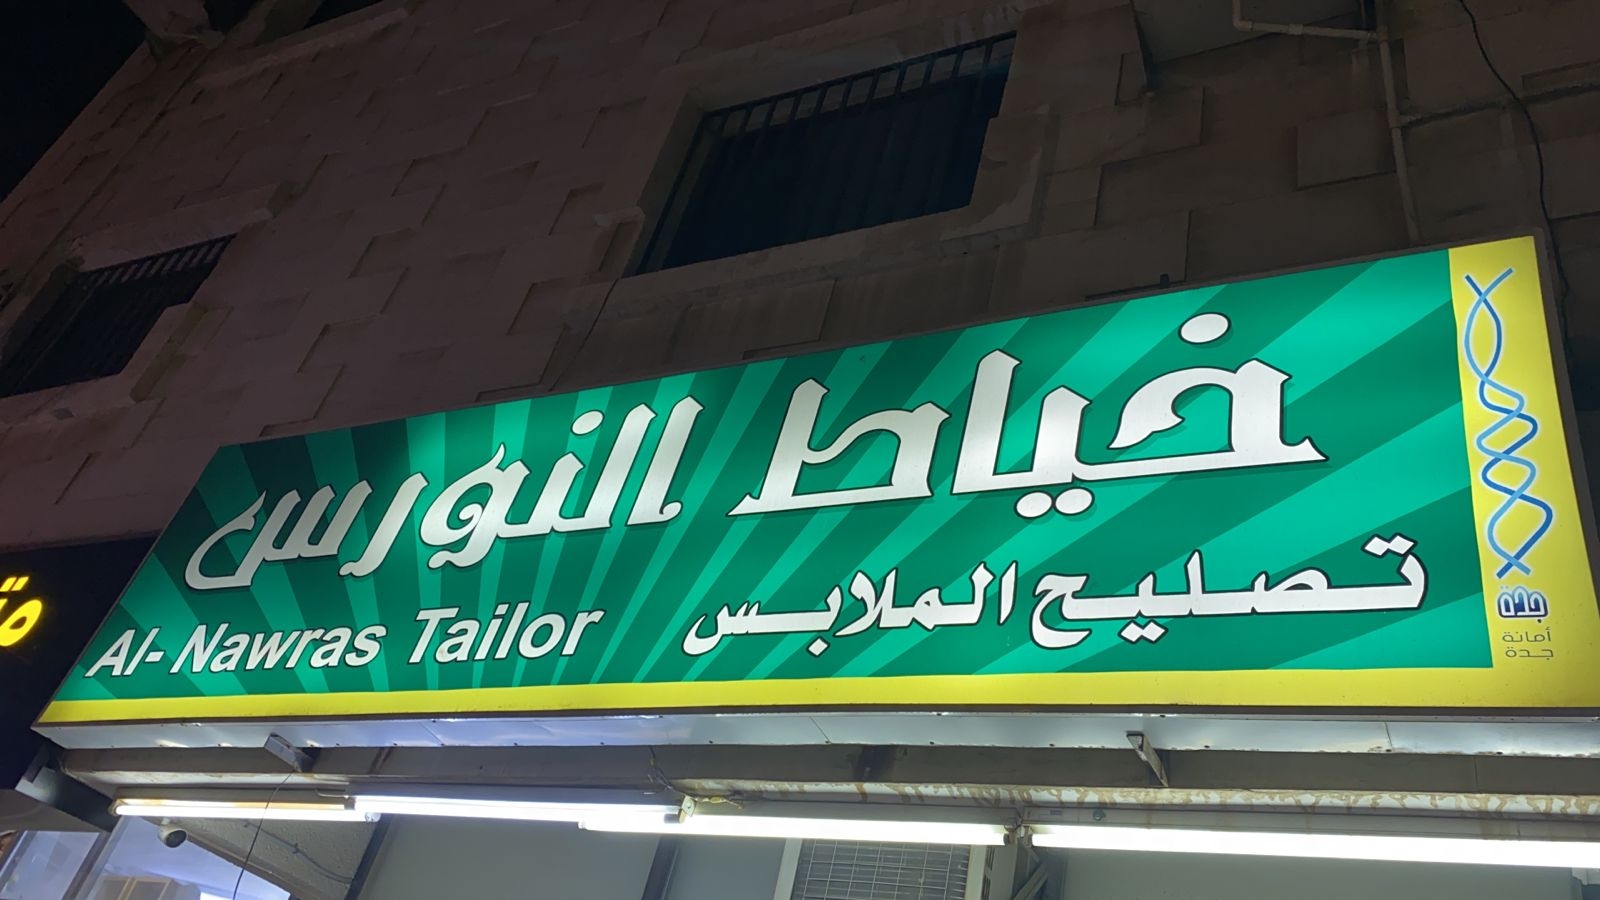 خياط النورس
تصليح الملابس
Al- Nawras Tailor
جدة
أمانة
جدة